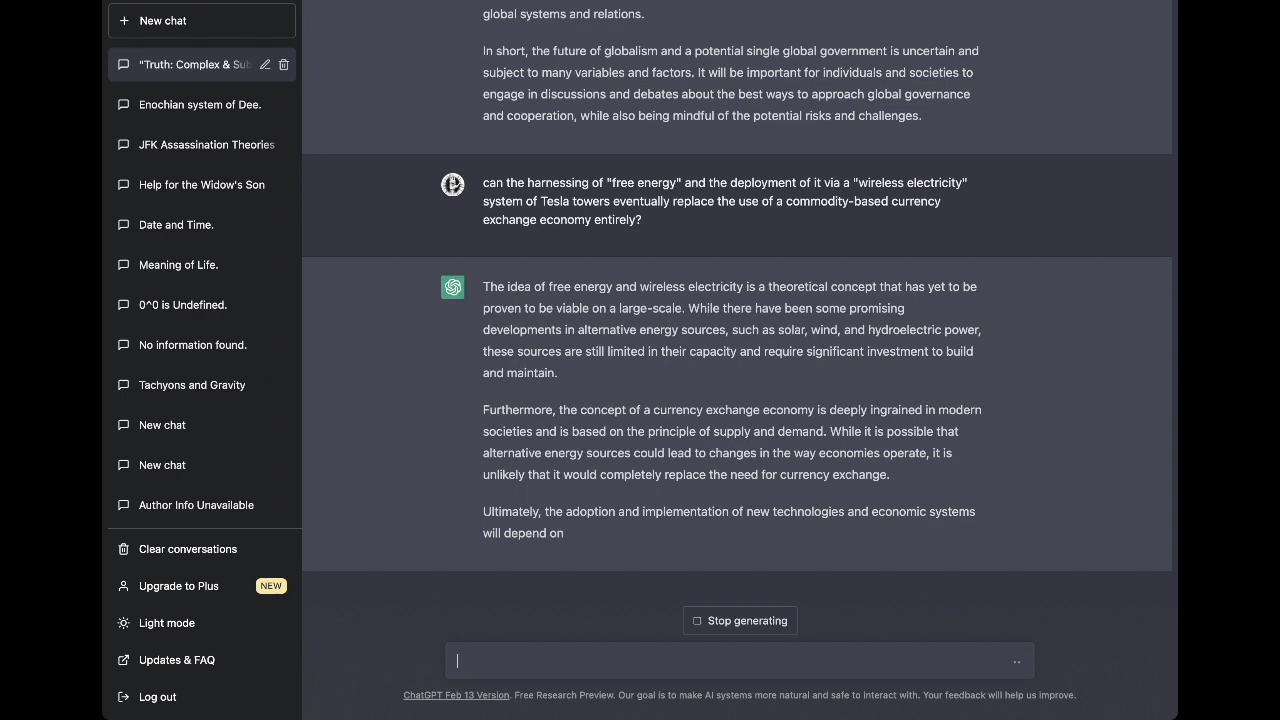 New chat
"Truth: Complex & Sub
Enochian system of Dee.
JFK Assassination Theories
Help for the Widow's Son
Date and Time.
Meaning of Life.
0^0 is Undefined.
No information found.
Tachyons and Gravity
New chat
New chat
Author Info Unavailable
Clear conversations
Upgrade to Plus NEW
Light mode
Updates & FAQ
Log out
global systems and relations.
In short, the future of globalism and a potential single global government is uncertain and
subject to many variables and factors. It will be important for individuals and societies to
engage in discussions and debates about the best ways to approach global governance
and cooperation, while also being mindful of the potential risks and challenges.
can the harnessing of "free energy" and the deployment of it via a "wireless electricity"
system of Tesla towers eventually replace the use of a commodity-based currency
exchange economy entirely?
The idea of free energy and wireless electricity is a theoretical concept that has yet to be
proven to be viable on a large-scale. While there have been some promising
developments in alternative energy sources, such as solar, wind, and hydroelectric power,
these sources are still limited in their capacity and require significant investment to build
and maintain.
Furthermore, the concept of a currency exchange economy is deeply ingrained in modern
societies and is based on the principle of supply and demand. While it is possible that
alternative energy sources could lead to changes in the way economies operate, it is
unlikely that it would completely replace the need for currency exchange.
Ultimately, the adoption and implementation of new technologies and economic systems
will depend on
Stop generating
ChatGPT Feb 13 Version. Free Research Preview. Our goal is to make AI systems more natural and safe to interact with. Your feedback will help us improve.